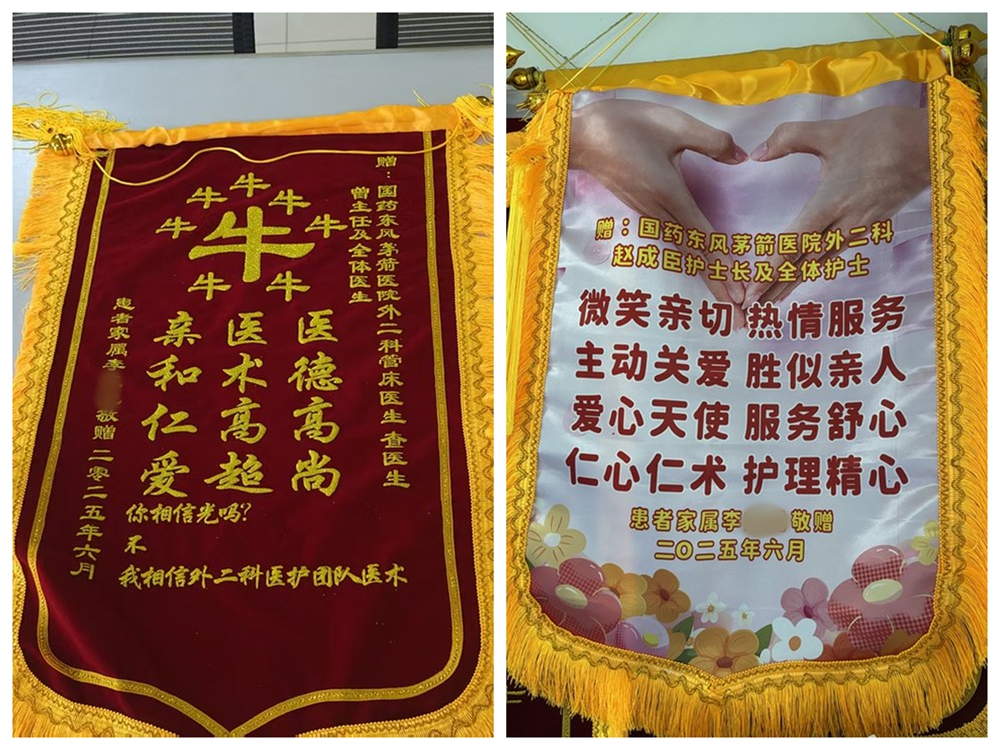 赠：国药东风茅箭医院外二科管床医生 查医生
曾主任及全体医生
牛
牛 牛
牛 牛 牛
牛 牛
医德高尚
医术高超
亲和仁爱
患者家属李 敬赠 二零二五年六月
你相信光吗?
不
我相信外二科医护团队医术
赠：国药东风茅箭医院外二科
赵成臣护士长及全体护士
微笑亲切 热情服务
主动关爱 胜似亲人
爱心天使 服务舒心
仁心仁术 护理精心
患者家属李 敬赠
二〇二五年六月